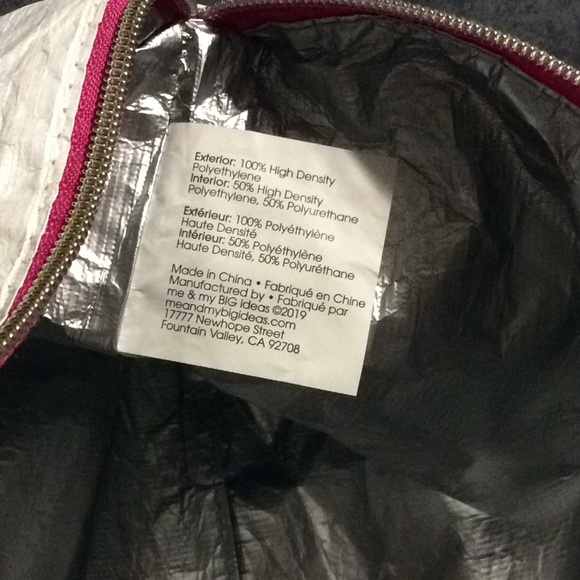 Exterior: 100% High Density
Polyethylene
Interior: 50% High Density
Polyethylene, 50% Polyurethane
Extérieur: 100% Polyéthylène
Haute Densité
Intérieur: 50% Polyéthylène
Haute Densité, 50% Polyuréthane
Made in China • Fabriqué en Chine
Manufactured by • Fabriqué par
me & my BIG ideas ©2019
meandmybigideas.com
17777 Newhope Street
Fountain Valley, CA 92708